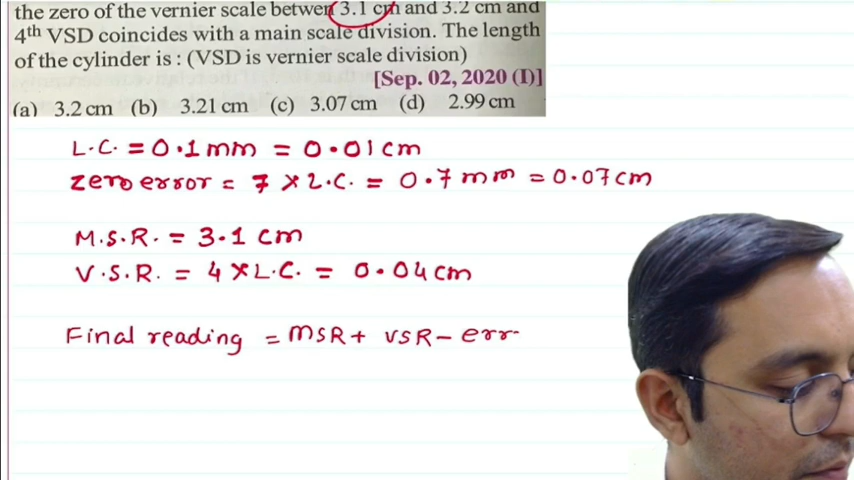 the zero of the vernier scale betwen 3.1 cm and 3.2 cm and
4th VSD coincides with a main scale division. The length
of the cylinder is : (VSD is vernier scale division)
[Sep. 02, 2020 (I)]
(a) 3.2 cm (b) 3.21 cm (c) 3.07 cm (d) 2.99 cm
L.C. = 0.1 mm = 0.01 cm
zero error = 7 × L.C. = 0.7 mm = 0.07 cm
M.S.R. = 3.1 cm
V.S.R. = 4 × L.C. = 0.04 cm
Final reading = MSR + VSR - err